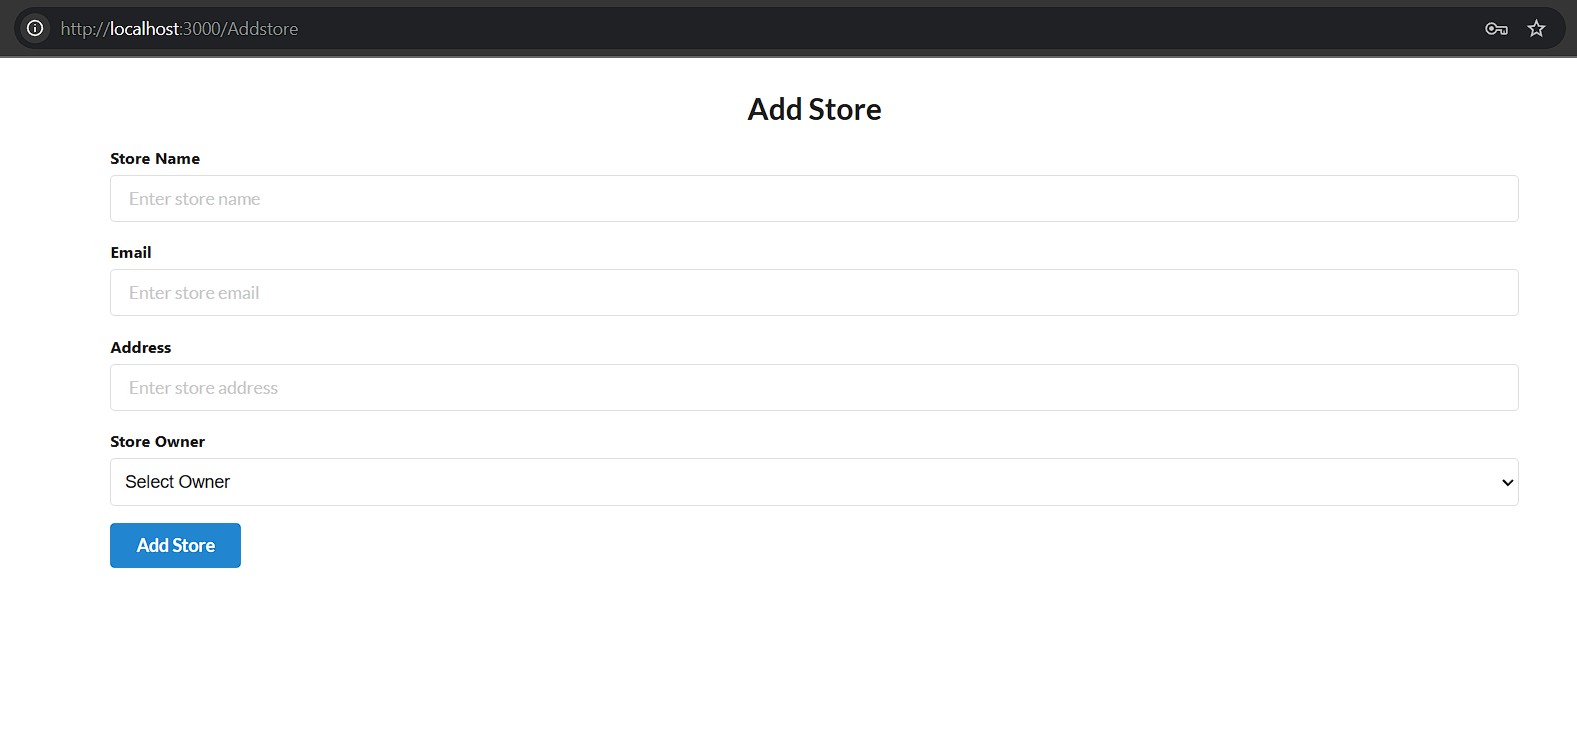 http://localhost:3000/Addstore
Add Store
Store Name
Enter store name
Email
Enter store email
Address
Enter store address
Store Owner
Select Owner
Add Store